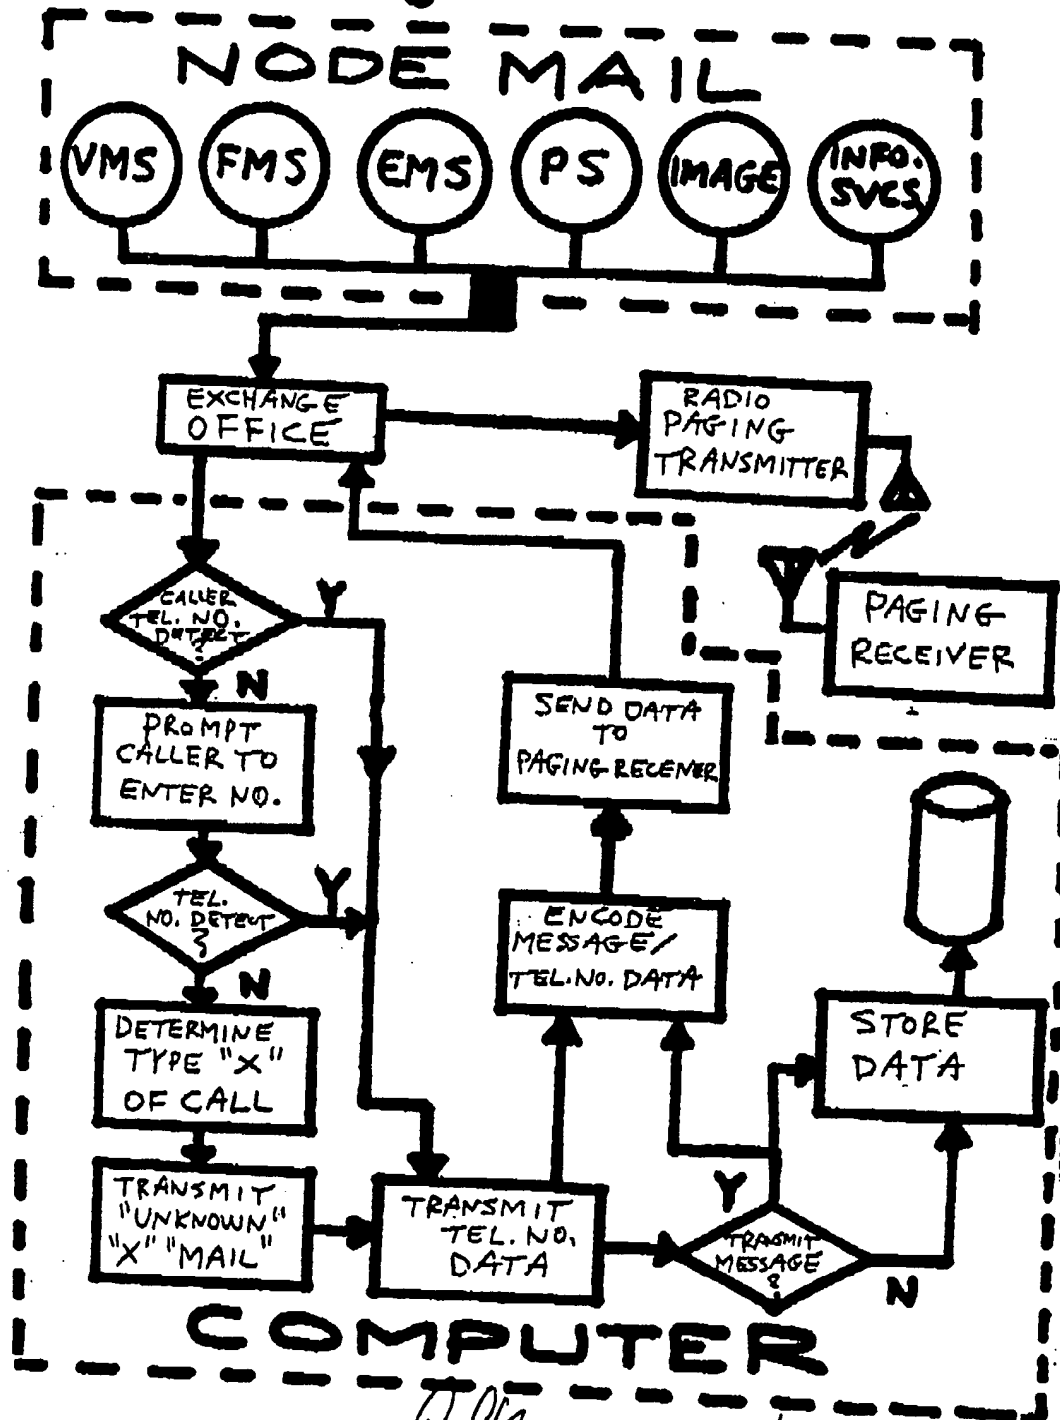 NODE MAIL
VMS
FMS
EMS
PS
IMAGE
INFO.
SVCS.
EXCHANGE
OFFICE
RADIO
PAGING
TRANSMITTER
PAGING
RECEIVER
CALLER
TEL. NO.
DETECT
?
Y
N
PROMPT
CALLER TO
ENTER NO.
TEL.
NO. DETECT
?
Y
N
DETERMINE
TYPE "X"
OF CALL
TRANSMIT
"UNKNOWN"
"X" "MAIL"
SEND DATA
TO
PAGING RECEIVER
ENCODE
MESSAGE/
TEL. NO. DATA
TRANSMIT
TEL. NO.
DATA
TRANSMIT
MESSAGE
?
Y
N
STORE
DATA
COMPUTER